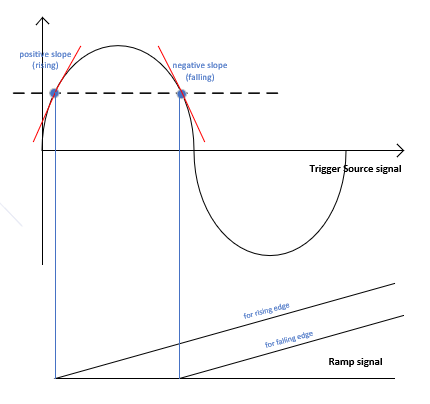 positive slope
(rising)
negative slope
(falling)
Trigger Source signal
for rising edge
for falling edge
Ramp signal